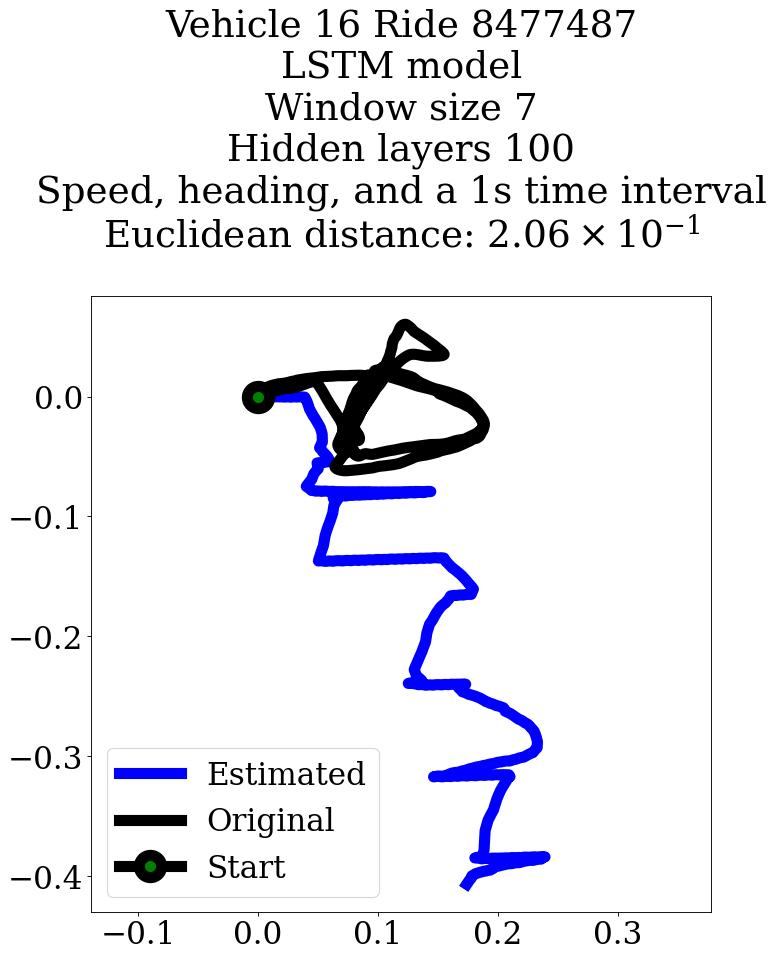 Vehicle 16 Ride 8477487
LSTM model
Window size 7
Hidden layers 100
Speed, heading, and a 1s time interval
Euclidean distance: 2.06 × 10⁻¹
0.0
−0.1
−0.2
−0.3
−0.4
Estimated
Original
Start
−0.1 0.0 0.1 0.2 0.3